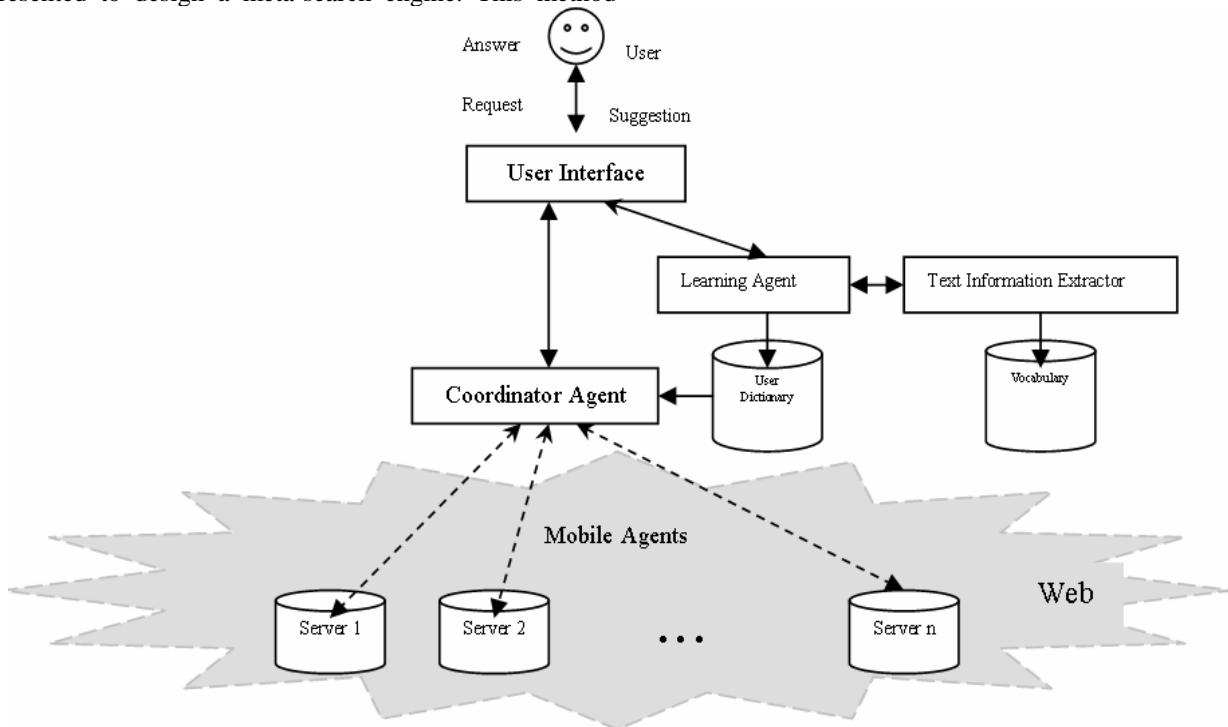 resented to design a meta-search engine. This method
Answer
User
Request
Suggestion
User Interface
Learning Agent
Text Information Extractor
User
Dictionary
Vocabulary
Coordinator Agent
Mobile Agents
Web
Server 1
Server 2
...
Server n